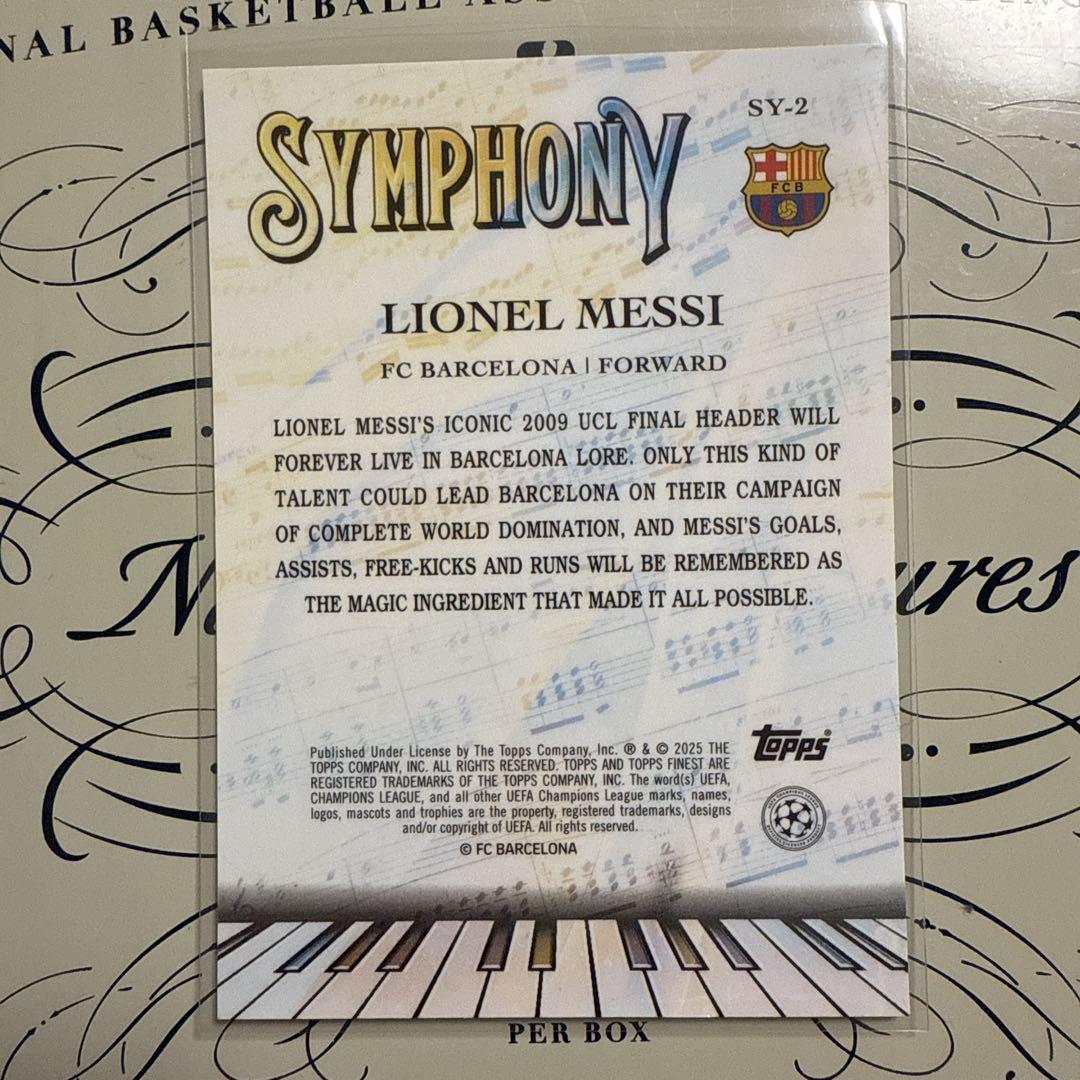 NAL BASKETBALL ASS
SYMPHONY
SY-2
FCB
LIONEL MESSI
FC BARCELONA | FORWARD
LIONEL MESSI'S ICONIC 2009 UCL FINAL HEADER WILL
FOREVER LIVE IN BARCELONA LORE. ONLY THIS KIND OF
TALENT COULD LEAD BARCELONA ON THEIR CAMPAIGN
OF COMPLETE WORLD DOMINATION, AND MESSI'S GOALS,
ASSISTS, FREE-KICKS AND RUNS WILL BE REMEMBERED AS
THE MAGIC INGREDIENT THAT MADE IT ALL POSSIBLE.
N ures
Published Under License by The Topps Company, Inc. ® & © 2025 THE
TOPPS COMPANY, INC. ALL RIGHTS RESERVED. TOPPS AND TOPPS FINEST ARE
REGISTERED TRADEMARKS OF THE TOPPS COMPANY, INC. The word(s) UEFA,
CHAMPIONS LEAGUE, and all other UEFA Champions League marks, names,
logos, mascots and trophies are the property, registered trademarks, designs
and/or copyright of UEFA. All rights reserved.
© FC BARCELONA
Topps
PER BOX